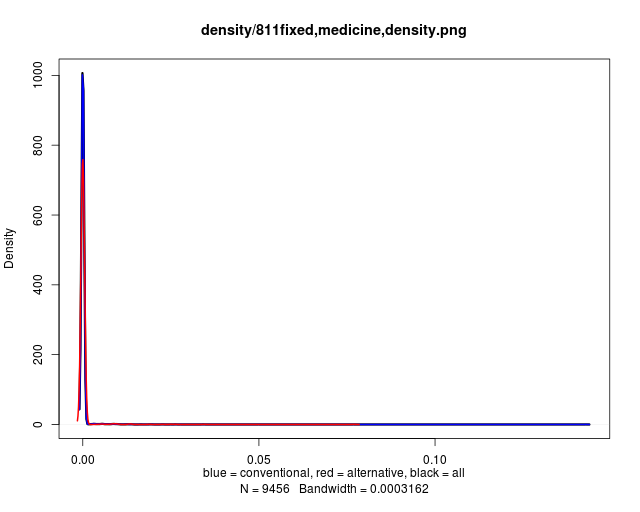 density/811fixed,medicine,density.png
Density
1000
800
600
400
200
0
0.00
0.05
0.10
blue = conventional, red = alternative, black = all
N = 9456 Bandwidth = 0.0003162